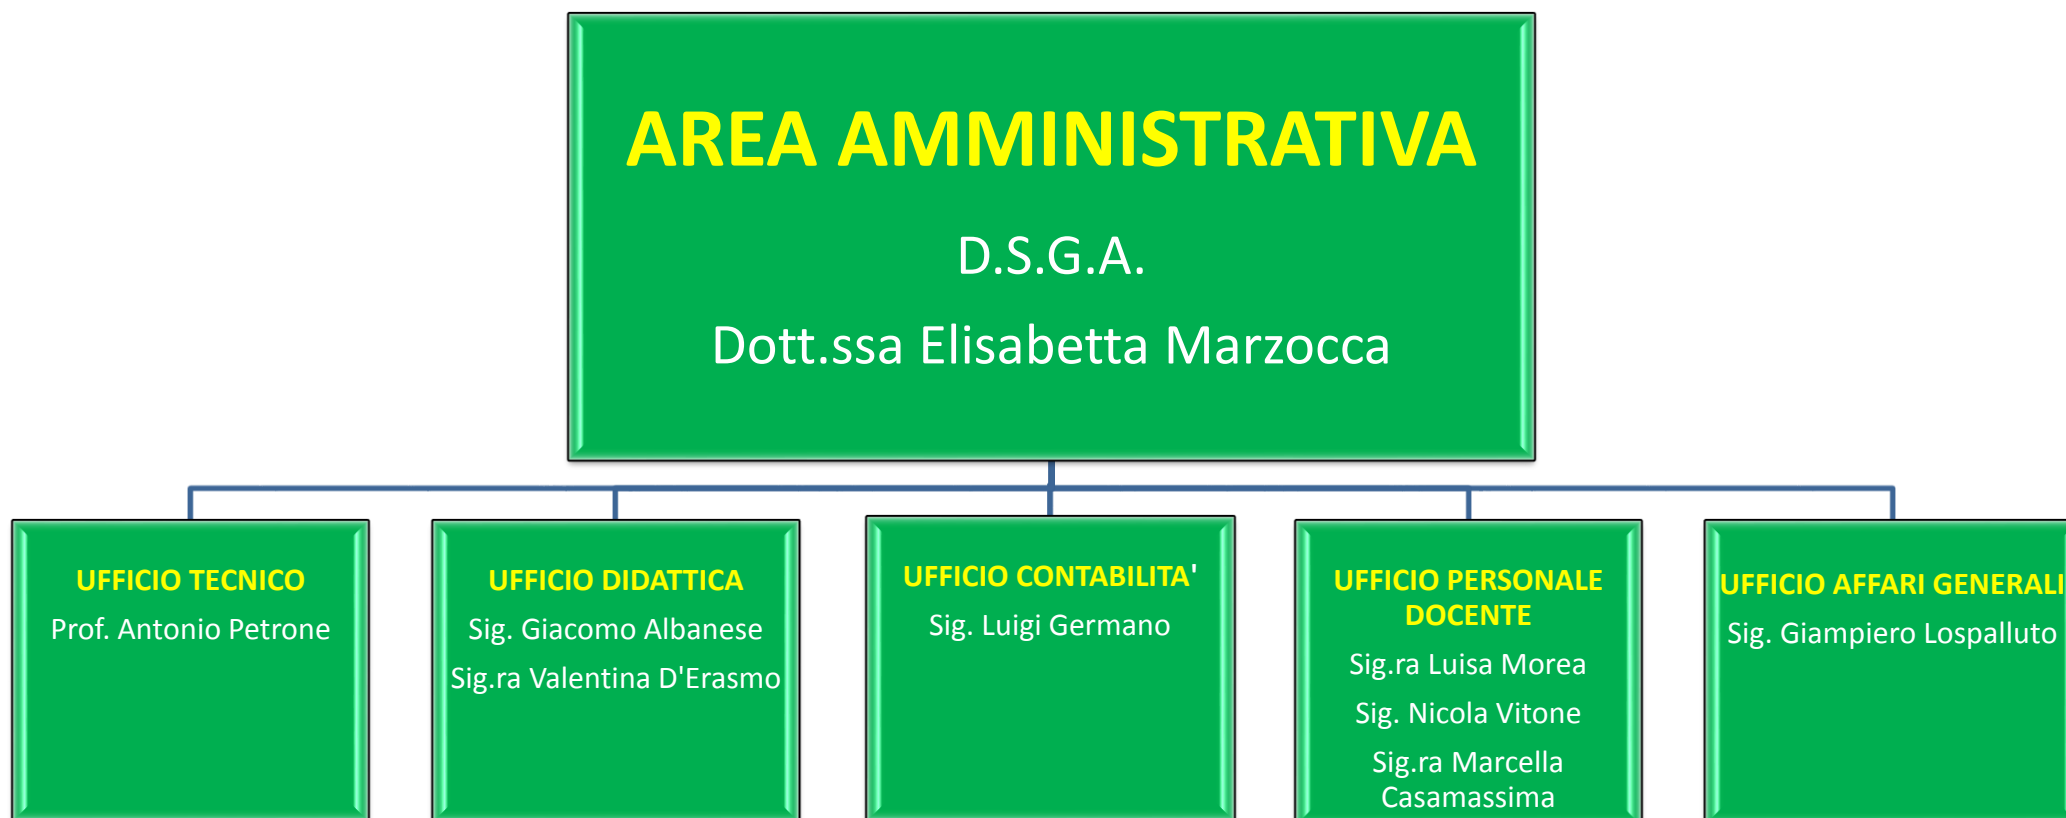 AREA AMMINISTRATIVA
D.S.G.A.
Dott.ssa Elisabetta Marzocca
UFFICIO TECNICO
Prof. Antonio Petrone
UFFICIO DIDATTICA
Sig. Giacomo Albanese
Sig.ra Valentina D'Erasmo
UFFICIO CONTABILITA'
Sig. Luigi Germano
UFFICIO PERSONALE
DOCENTE
Sig.ra Luisa Morea
Sig. Nicola Vitone
Sig.ra Marcella
Casamassima
UFFICIO AFFARI GENERALI
Sig. Giampiero Lospalluto